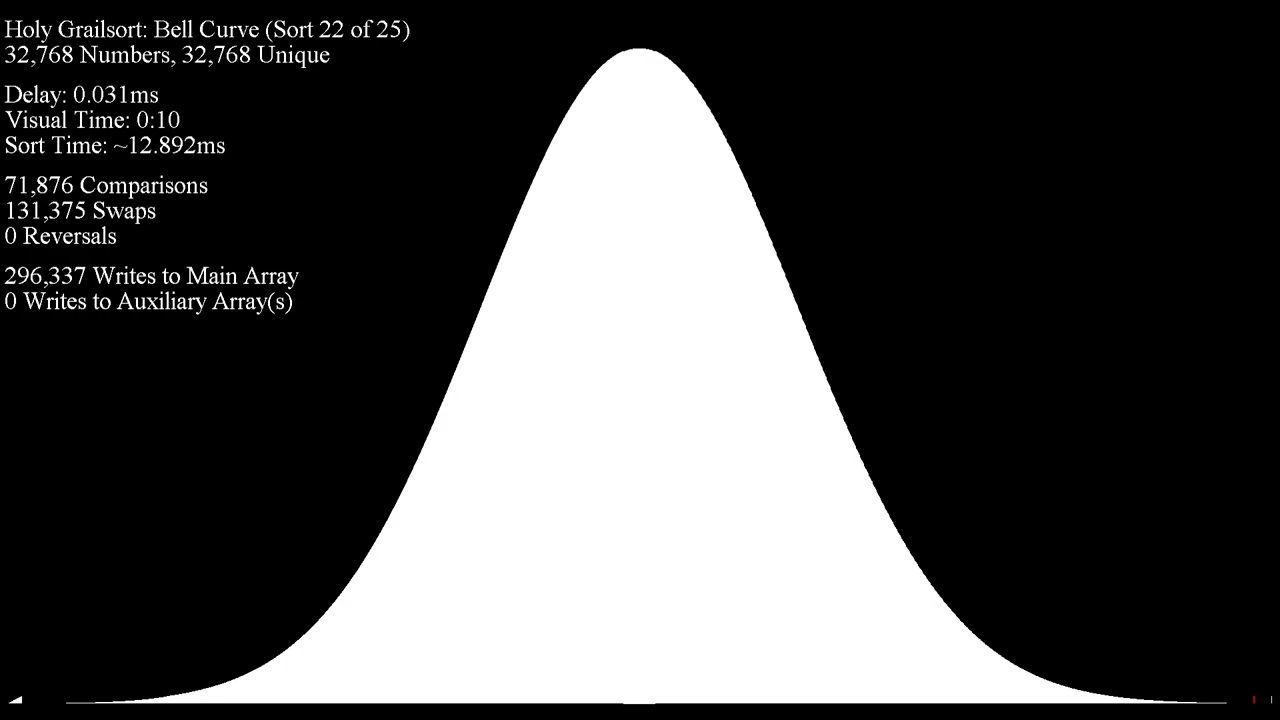 Holy Grailsort: Bell Curve (Sort 22 of 25)
32,768 Numbers, 32,768 Unique
Delay: 0.031ms
Visual Time: 0:10
Sort Time: ~12.892ms
71,876 Comparisons
131,375 Swaps
0 Reversals
296,337 Writes to Main Array
0 Writes to Auxiliary Array(s)